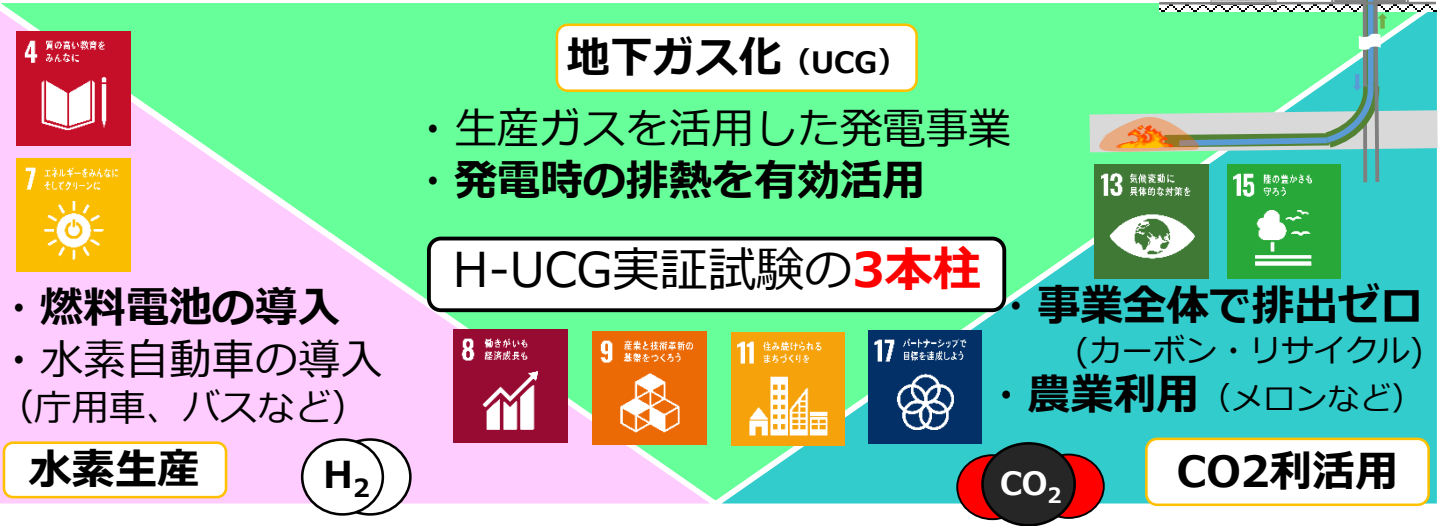 地下ガス化（UCG）
・生産ガスを活用した発電事業
・発電時の排熱を有効活用
H-UCG実証試験の3本柱
4 質の高い教育を
みんなに
7 エネルギーをみんなに
そしてクリーンに
・燃料電池の導入
・水素自動車の導入
（庁用車、バスなど）
水素生産
H₂
8 働きがいも
経済成長も
9 産業と技術革新の
基盤をつくろう
11 住み続けられる
まちづくりを
17 パートナーシップで
目標を達成しよう
13 気候変動に
具体的な対策を
15 陸の豊かさも
守ろう
・事業全体で排出ゼロ
(カーボン・リサイクル)
・農業利用（メロンなど）
CO₂
CO2利活用